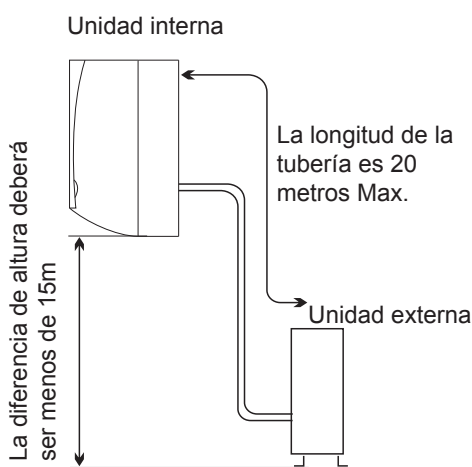 Unidad interna
La longitud de la
tubería es 20
metros Max.
Unidad externa
La diferencia de altura deberá
ser menos de 15m